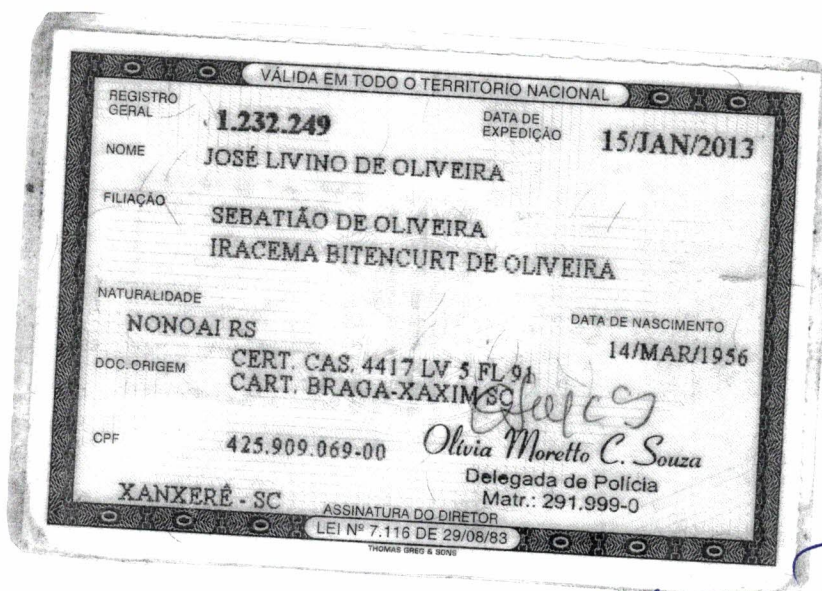 VÁLIDA EM TODO O TERRITÓRIO NACIONAL
REGISTRO GERAL 1.232.249 DATA DE EXPEDIÇÃO 15/JAN/2013
NOME JOSÉ LIVINO DE OLIVEIRA
FILIAÇÃO
SEBATIÃO DE OLIVEIRA
IRACEMA BITENCURT DE OLIVEIRA
NATURALIDADE DATA DE NASCIMENTO
NONOAI RS 14/MAR/1956
DOC. ORIGEM CERT. CAS. 4417 LV 5 FL 91
CART. BRAGA-XAXIM SC
CPF 425.909.069-00 Olívia Moretto C. Souza
Delegada de Polícia
XANXERÊ - SC Matr.: 291.999-0
ASSINATURA DO DIRETOR
LEI Nº 7.116 DE 29/08/83
THOMAS GREG & SONS